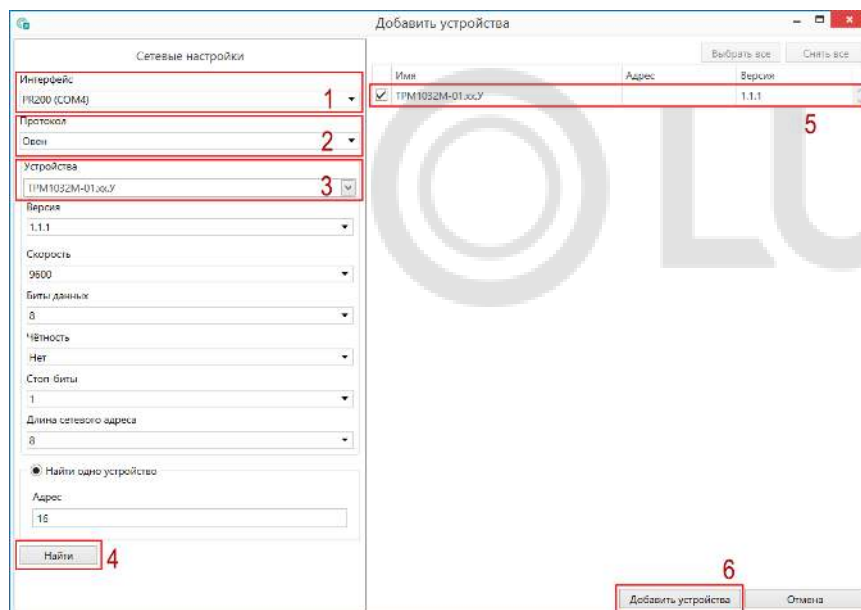 Добавить устройства
Сетевые настройки
Интерфейс
PR200 (COM4)
1
Протокол
Овен
2
Устройства
ТРМ1032М-01.xx.У
3
Версия
1.1.1
Скорость
9600
Биты данных
8
Чётность
Нет
Стоп-биты
1
Длина сетевого адреса
8
Найти одно устройство
Адрес
16
Найти
4
Выбрать все Снять все
Имя Адрес Версия
ТРМ1032М-01.xx.У 1.1.1
5
OLU
6
Добавить устройства Отмена